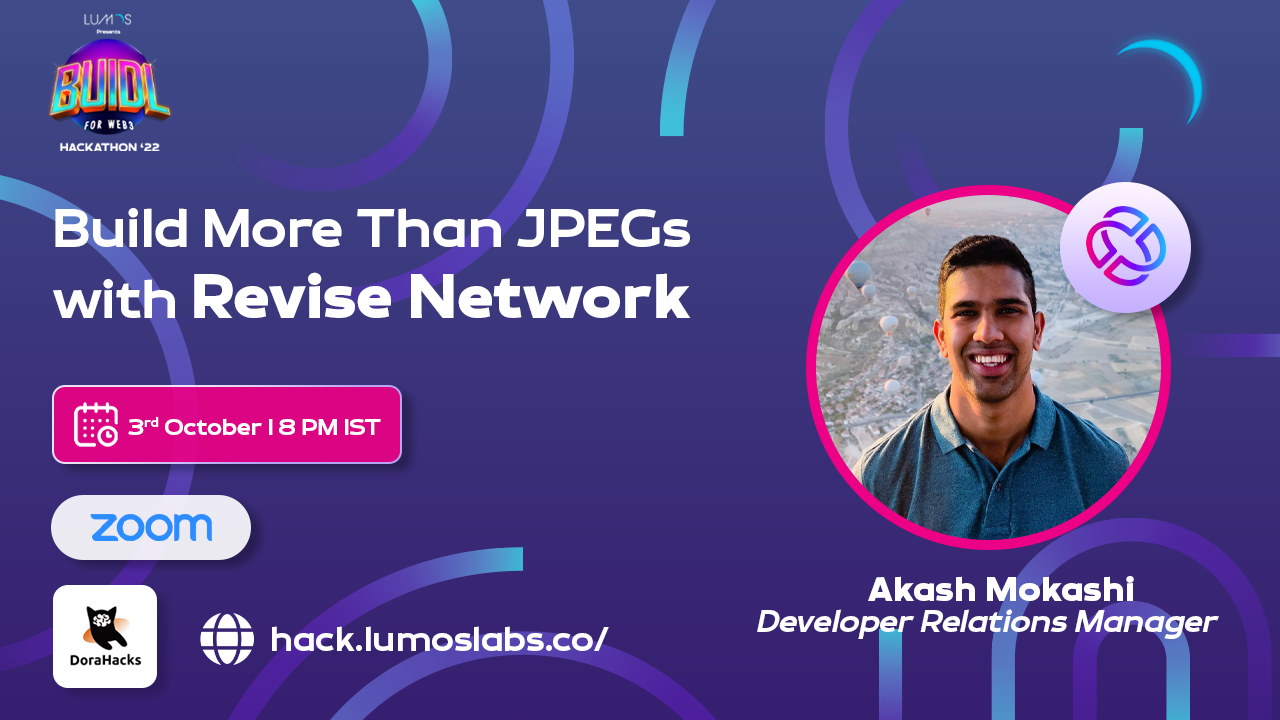 LUMOS
Presents
BUIDL
FOR WEB3
HACKATHON ‘22
Build More Than JPEGs
with Revise Network
3rd October | 8 PM IST
zoom
DoraHacks
hack.lumoslabs.co/
Akash Mokashi
Developer Relations Manager